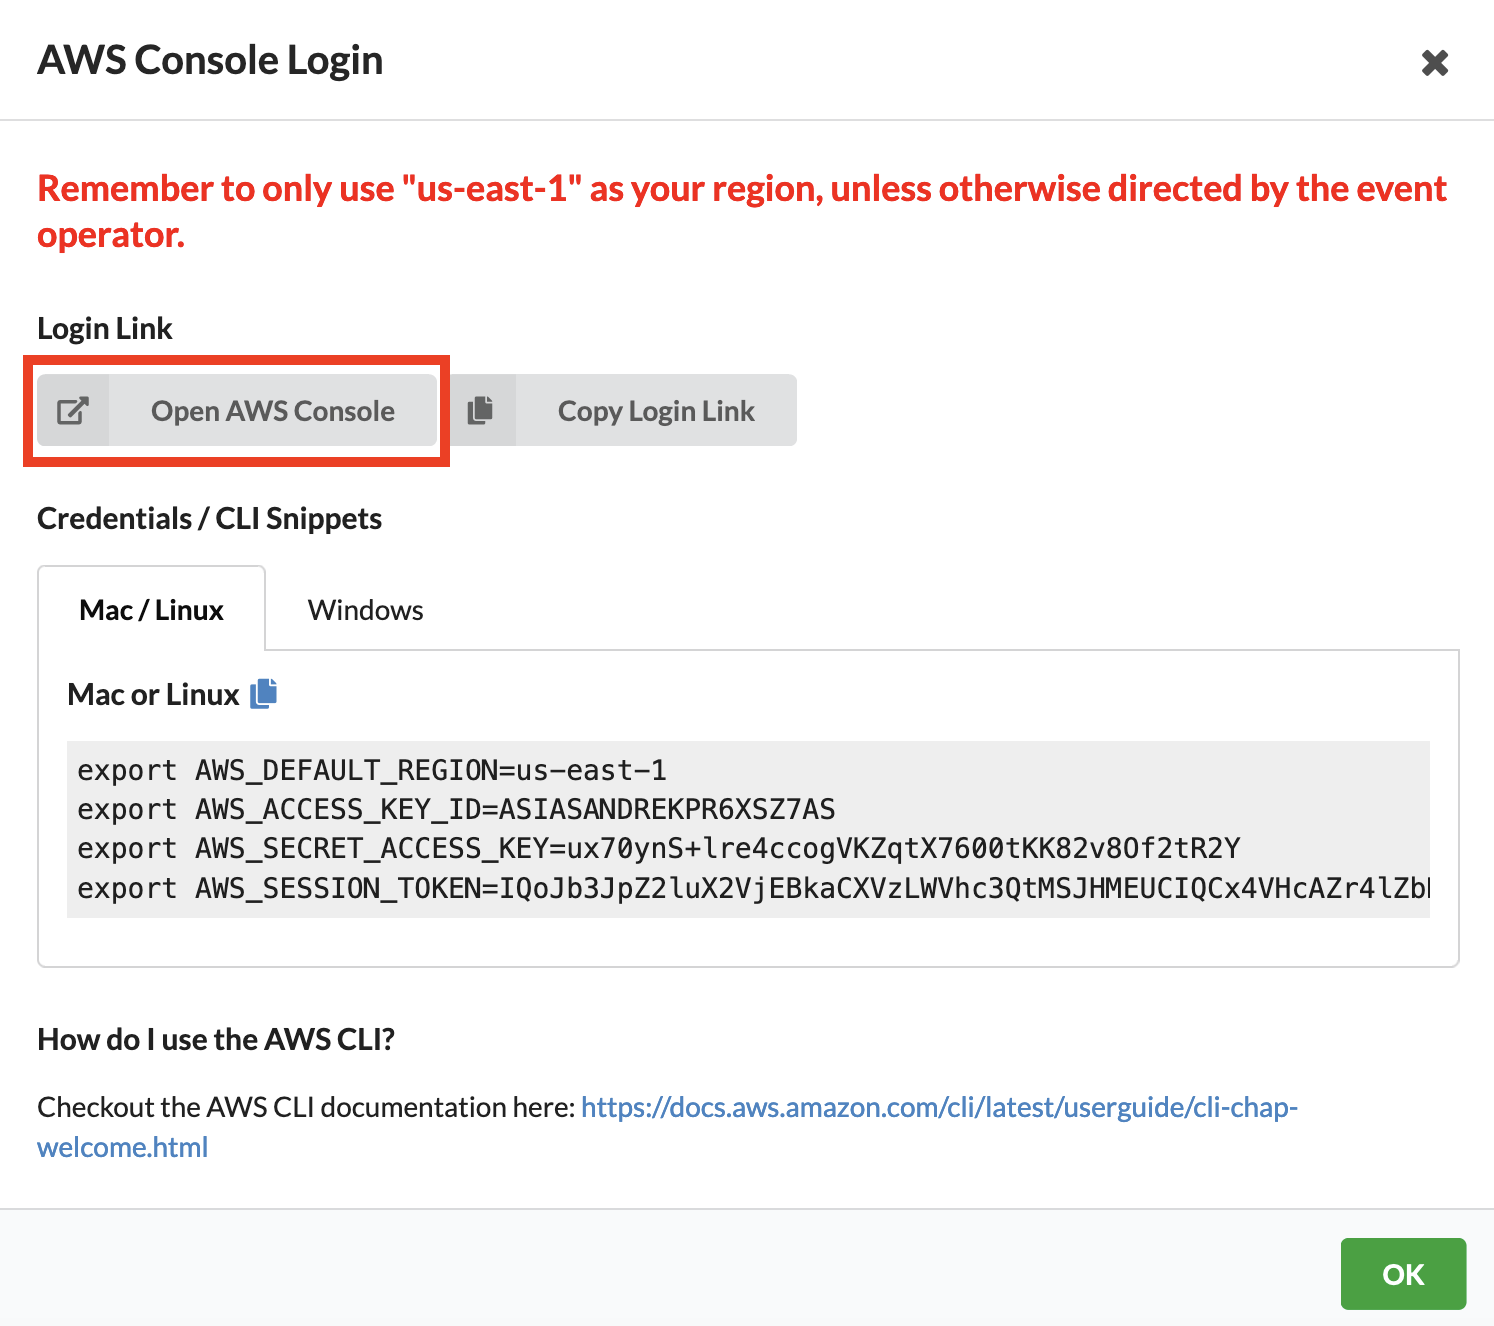 AWS Console Login
Remember to only use "us-east-1" as your region, unless otherwise directed by the event
operator.
Login Link
Open AWS Console
Copy Login Link
Credentials / CLI Snippets
Mac / Linux
Windows
Mac or Linux
export AWS_DEFAULT_REGION=us-east-1
export AWS_ACCESS_KEY_ID=ASIASANDREKPR6XSZ7AS
export AWS_SECRET_ACCESS_KEY=ux70ynS+lre4ccogVKZqtX7600tKK82v8Of2tR2Y
export AWS_SESSION_TOKEN=IQoJb3JpZ2luX2VjEBkaCXVzLWVhc3QtMSJHMEUCIQCx4VHcAZr4lZb
How do I use the AWS CLI?
Checkout the AWS CLI documentation here: https://docs.aws.amazon.com/cli/latest/userguide/cli-chap-
welcome.html
OK